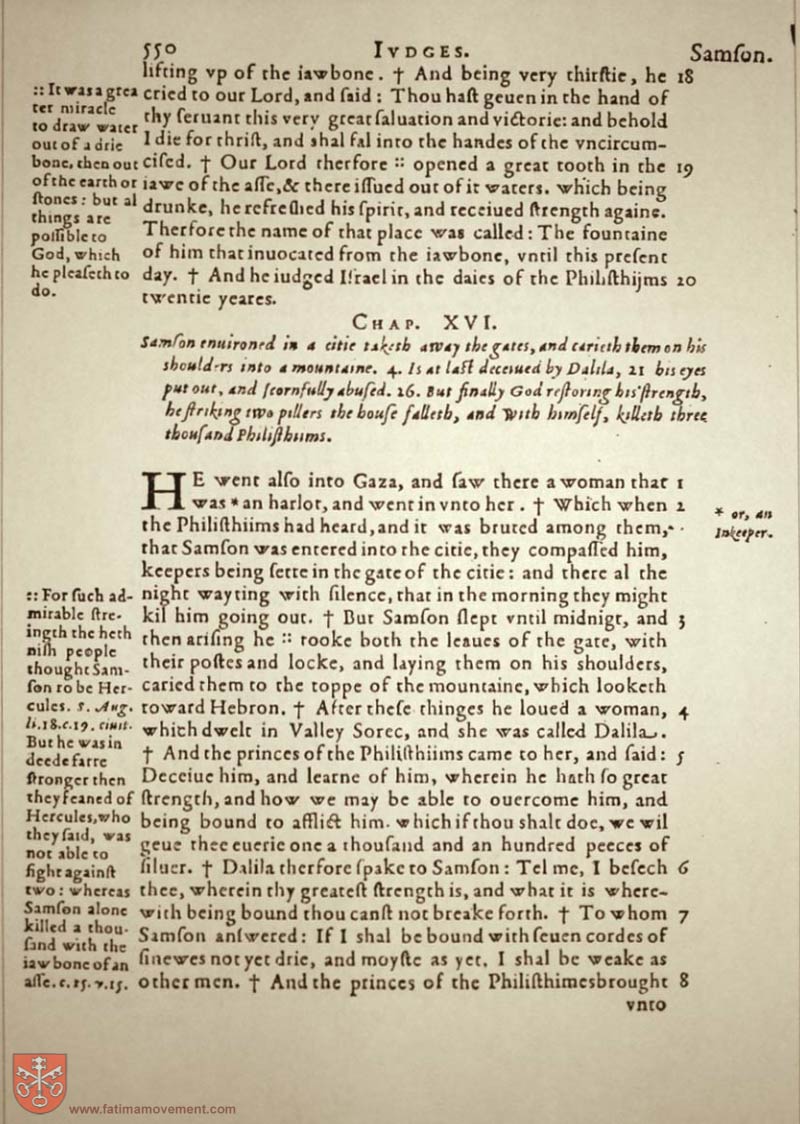 550 IVDGES. Samſon.
lifting vp of the iawbone. † And being very thirſtie, he 18
cried to our Lord, and ſaid: Thou haſt geuen in the hand of
thy ſeruant this very great ſaluation and victorie: and behold
I die for thriſt, and ſhal fal into the handes of the vncircum-
ciſed. † Our Lord therfore :: opened a great tooth in the 19
iawe of the aſſe, & there iſſued out of it waters. which being
drunke, he refreſhed his ſpirit, and receiued ſtrength againe.
Therfore the name of that place was called: The fountaine
of him that inuocated from the iawbone, vntil this preſent
day. † And he iudged Iſrael in the daies of the Philiſthijms 20
twentie yeares.
:: It was a grea
ter miracle
to draw water
out of a drie
bone, then out
of the earth or
ſtones: but al
things are
poſſible to
God, which
he pleaſeth to
do.
CHAP. XVI.
Samſon enuironed in a citie taketh away the gates, and carieth them on his
shoulders into a mountaine. 4. Is at laſt deceiued by Dalila, 21 his eyes
put out, and ſcornfully abuſed. 26. But finally God reſtoring his ſtrength,
he ſtriking two pillers the houſe falleth, and with himſelf, killeth three
thouſand Philiſthiims.
HE went alſo into Gaza, and ſaw there a woman that 1
was * an harlot, and went in vnto her. † Which when 2
the Philiſthiims had heard, and it was bruted among them,
that Samſon was entered into the citie, they compaſſed him,
keepers being ſette in the gate of the citie: and there al the
night wayting with ſilence, that in the morning they might
kil him going out. † But Samſon ſlept vntil midnigt, and 3
then ariſing he :: tooke both the leaues of the gate, with
their poſtes and locke, and laying them on his shoulders,
caried them to the toppe of the mountaine, which looketh
toward Hebron. † After theſe thinges he loued a woman, 4
which dwelt in Valley Sorec, and she was called Dalila.
† And the princes of the Philiſthiims came to her, and ſaid: 5
Deceiue him, and learne of him, wherein he hath ſo great
ſtrength, and how we may be able to ouercome him, and
being bound to afflict him. which if thou shalt doe, we wil
geue thee euerie one a thouſand and an hundred peeces of
ſiluer. † Dalila therfore ſpake to Samſon: Tel me, I beſech 6
thee, wherein thy greateſt ſtrength is, and what it is where-
with being bound thou canſt not breake forth. † To whom 7
Samſon anſwered: If I shal be bound with ſeuen cordes of
ſinewes not yet drie, and moyſte as yet, I shal be weake as
other men. † And the princes of the Philiſthimes brought 8
vnto
* or, an
Inkeeper.
:: For ſuch ad-
mirable ſtre-
ingth the heth
niſh people
thought Sam-
ſon to be Her-
cules. S. Aug.
li. 18. c. 19. ciuit.
But he was in
deede farre
ſtronger then
they feaned of
Hercules, who
they ſaid, was
not able to
fight againſt
two: whereas
Samſon alone
killed a thou-
ſand with the
iawbone of an
aſſe. c. 15. v. 15.
www.fatimamovement.com